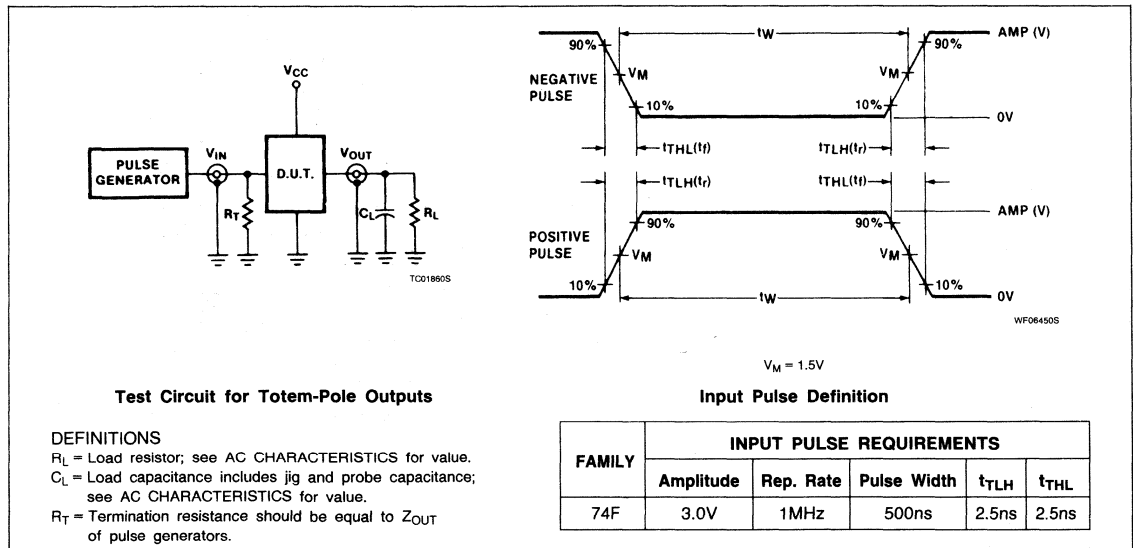 VCC
PULSE
GENERATOR
VIN
D.U.T.
VOUT
RT
CL
RL
TC01860S
Test Circuit for Totem-Pole Outputs
DEFINITIONS
RL = Load resistor; see AC CHARACTERISTICS for value.
CL = Load capacitance includes jig and probe capacitance;
see AC CHARACTERISTICS for value.
RT = Termination resistance should be equal to ZOUT
of pulse generators.
tW
AMP (V)
90%
90%
NEGATIVE
PULSE
VM
VM
10%
10%
0V
tTHL(tf)
tTLH(tr)
tTLH(tr)
tTHL(tf)
AMP (V)
90%
90%
POSITIVE
PULSE
VM
VM
10%
10%
tW
0V
WF06450S
VM = 1.5V
Input Pulse Definition
FAMILY
INPUT PULSE REQUIREMENTS
Amplitude Rep. Rate Pulse Width tTLH tTHL
74F 3.0V 1MHz 500ns 2.5ns 2.5ns